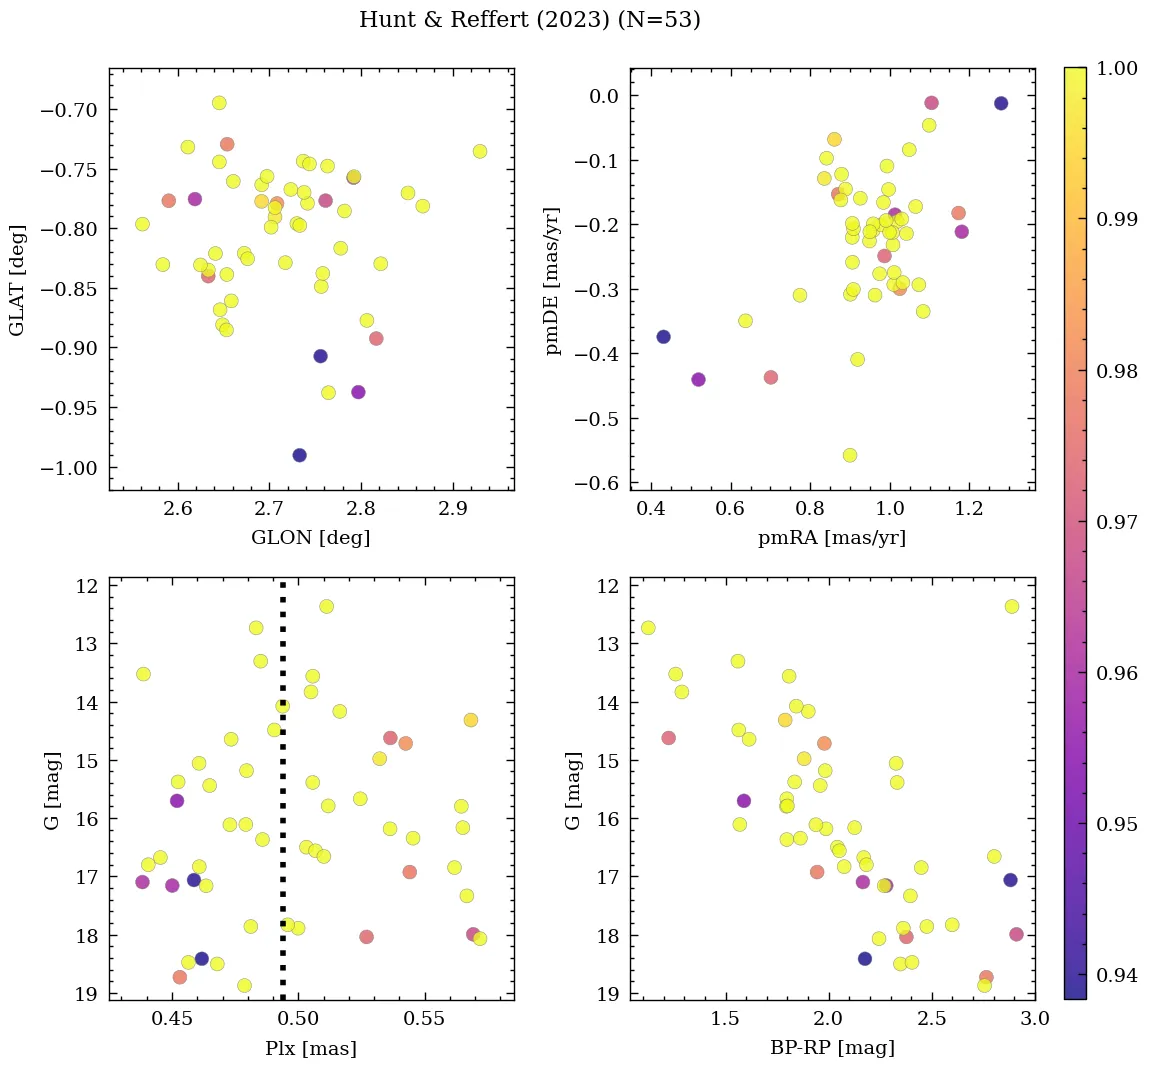 Hunt & Reffert (2023) (N=53)
−0.70
−0.75
−0.80
−0.85
−0.90
−0.95
−1.00
GLAT [deg]
2.6 2.7 2.8 2.9
GLON [deg]
0.0
−0.1
−0.2
−0.3
−0.4
−0.5
−0.6
pmDE [mas/yr]
0.4 0.6 0.8 1.0 1.2
pmRA [mas/yr]
12
13
14
15
16
17
18
19
G [mag]
0.45 0.50 0.55
Plx [mas]
12
13
14
15
16
17
18
19
G [mag]
1.5 2.0 2.5 3.0
BP-RP [mag]
1.00
0.99
0.98
0.97
0.96
0.95
0.94